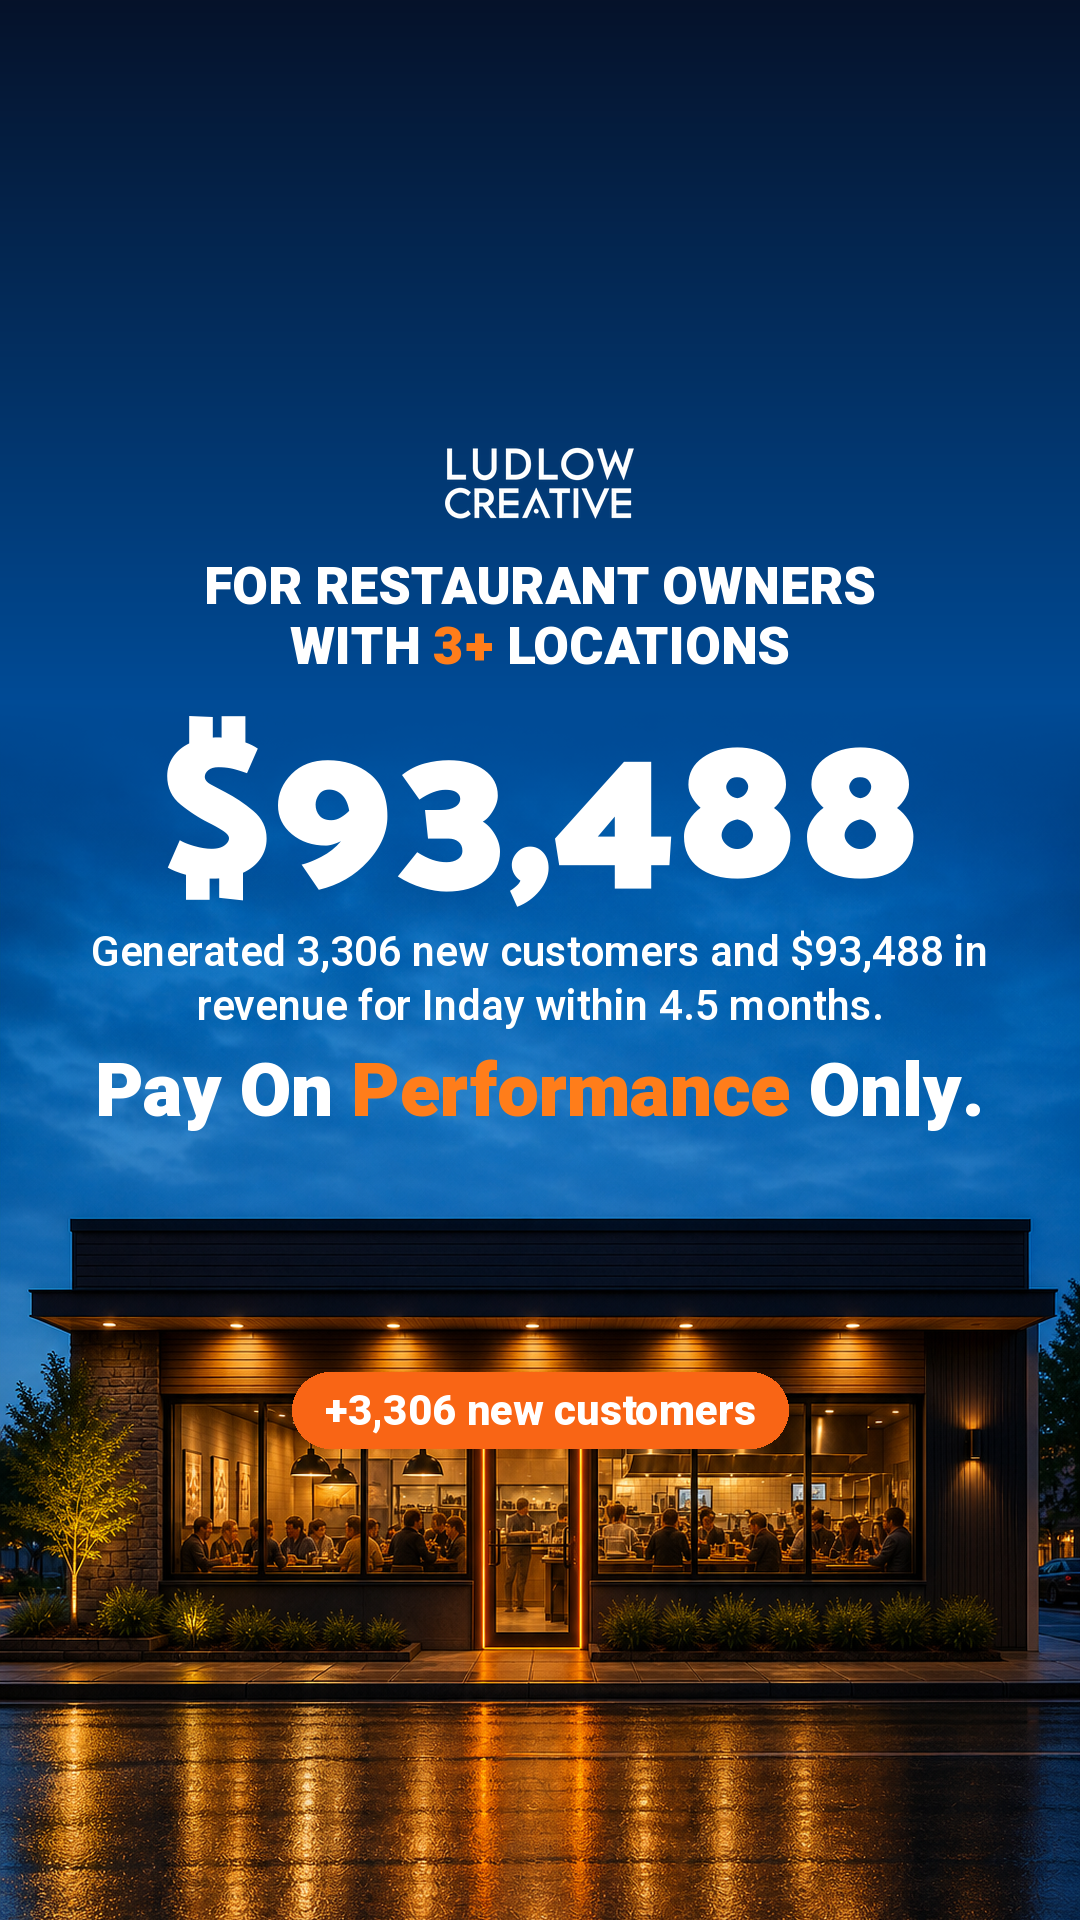 LUDLOW
CREATIVE
FOR RESTAURANT OWNERS
WITH 3+ LOCATIONS
$93,488
Generated 3,306 new customers and $93,488 in
revenue for Inday within 4.5 months.
Pay On Performance Only.
+3,306 new customers